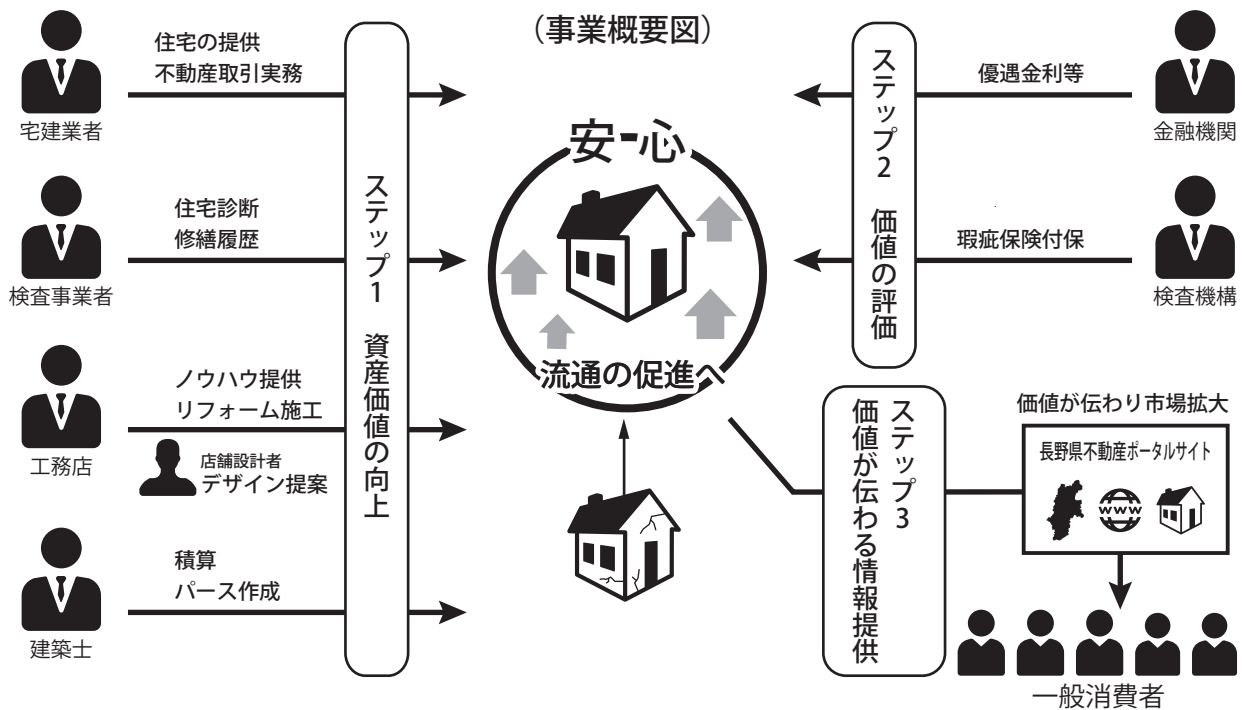 （事業概要図）
住宅の提供
不動産取引実務
宅建業者
住宅診断
修繕履歴
検査事業者
ノウハウ提供
リフォーム施工
工務店
店舗設計者
デザイン提案
積算
パース作成
建築士
ステップ1　資産価値の向上
安心
流通の促進へ
ステップ2　価値の評価
優遇金利等
金融機関
瑕疵保険付保
検査機構
ステップ3
価値が伝わる情報提供
価値が伝わり市場拡大
長野県不動産ポータルサイト
www
一般消費者